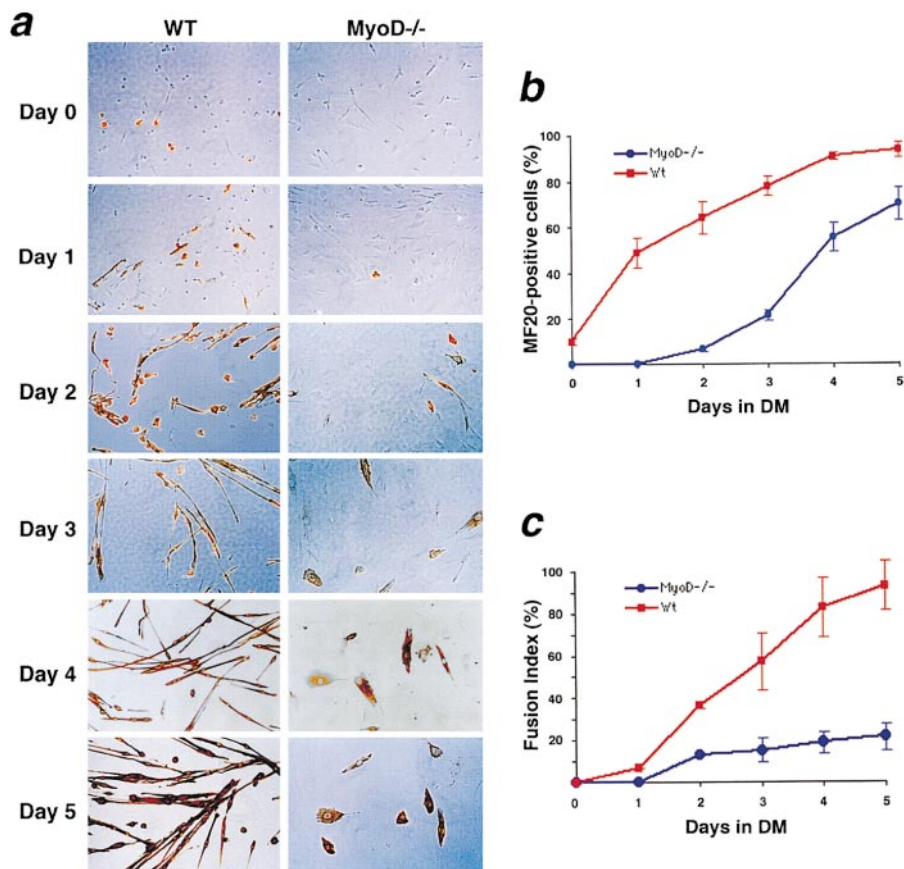 a
WT MyoD-/-
Day 0
Day 1
Day 2
Day 3
Day 4
Day 5
b
MF20-positive cells (%)
100
80
60
40
20
MyoD-/-
Wt
0 1 2 3 4 5
Days in DM
c
Fusion Index (%)
100
80
60
40
20
MyoD-/-
Wt
0 1 2 3 4 5
Days in DM